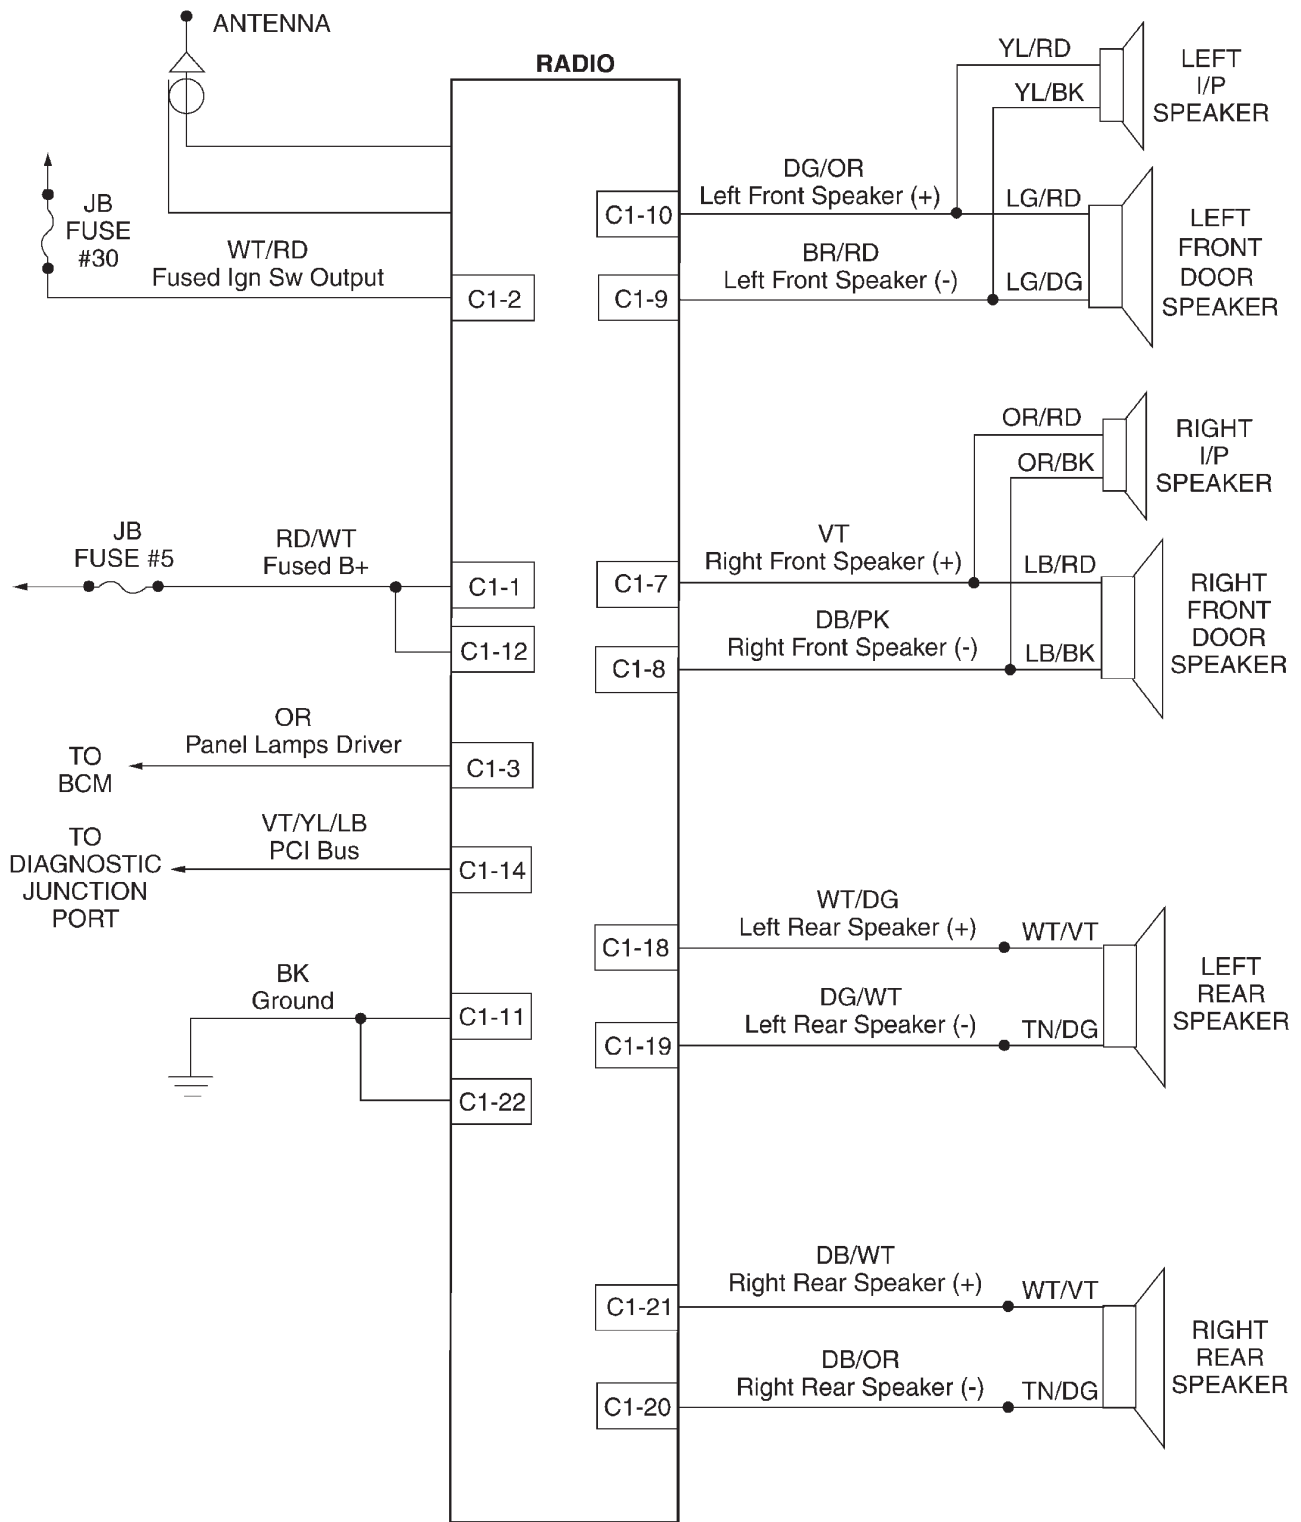 ANTENNA
RADIO
JB
FUSE
#30
WT/RD
Fused Ign Sw Output
C1-2
JB
FUSE #5
RD/WT
Fused B+
C1-1
C1-12
OR
Panel Lamps Driver
TO
BCM
C1-3
VT/YL/LB
PCI Bus
TO
DIAGNOSTIC
JUNCTION
PORT
C1-14
BK
Ground
C1-11
C1-22
C1-10
DG/OR
Left Front Speaker (+)
YL/RD
YL/BK
LEFT
I/P
SPEAKER
LG/RD
C1-9
BR/RD
Left Front Speaker (-)
LG/DG
LEFT
FRONT
DOOR
SPEAKER
OR/RD
OR/BK
RIGHT
I/P
SPEAKER
C1-7
VT
Right Front Speaker (+)
LB/RD
C1-8
DB/PK
Right Front Speaker (-)
LB/BK
RIGHT
FRONT
DOOR
SPEAKER
C1-18
WT/DG
Left Rear Speaker (+)
WT/VT
C1-19
DG/WT
Left Rear Speaker (-)
TN/DG
LEFT
REAR
SPEAKER
C1-21
DB/WT
Right Rear Speaker (+)
WT/VT
C1-20
DB/OR
Right Rear Speaker (-)
TN/DG
RIGHT
REAR
SPEAKER